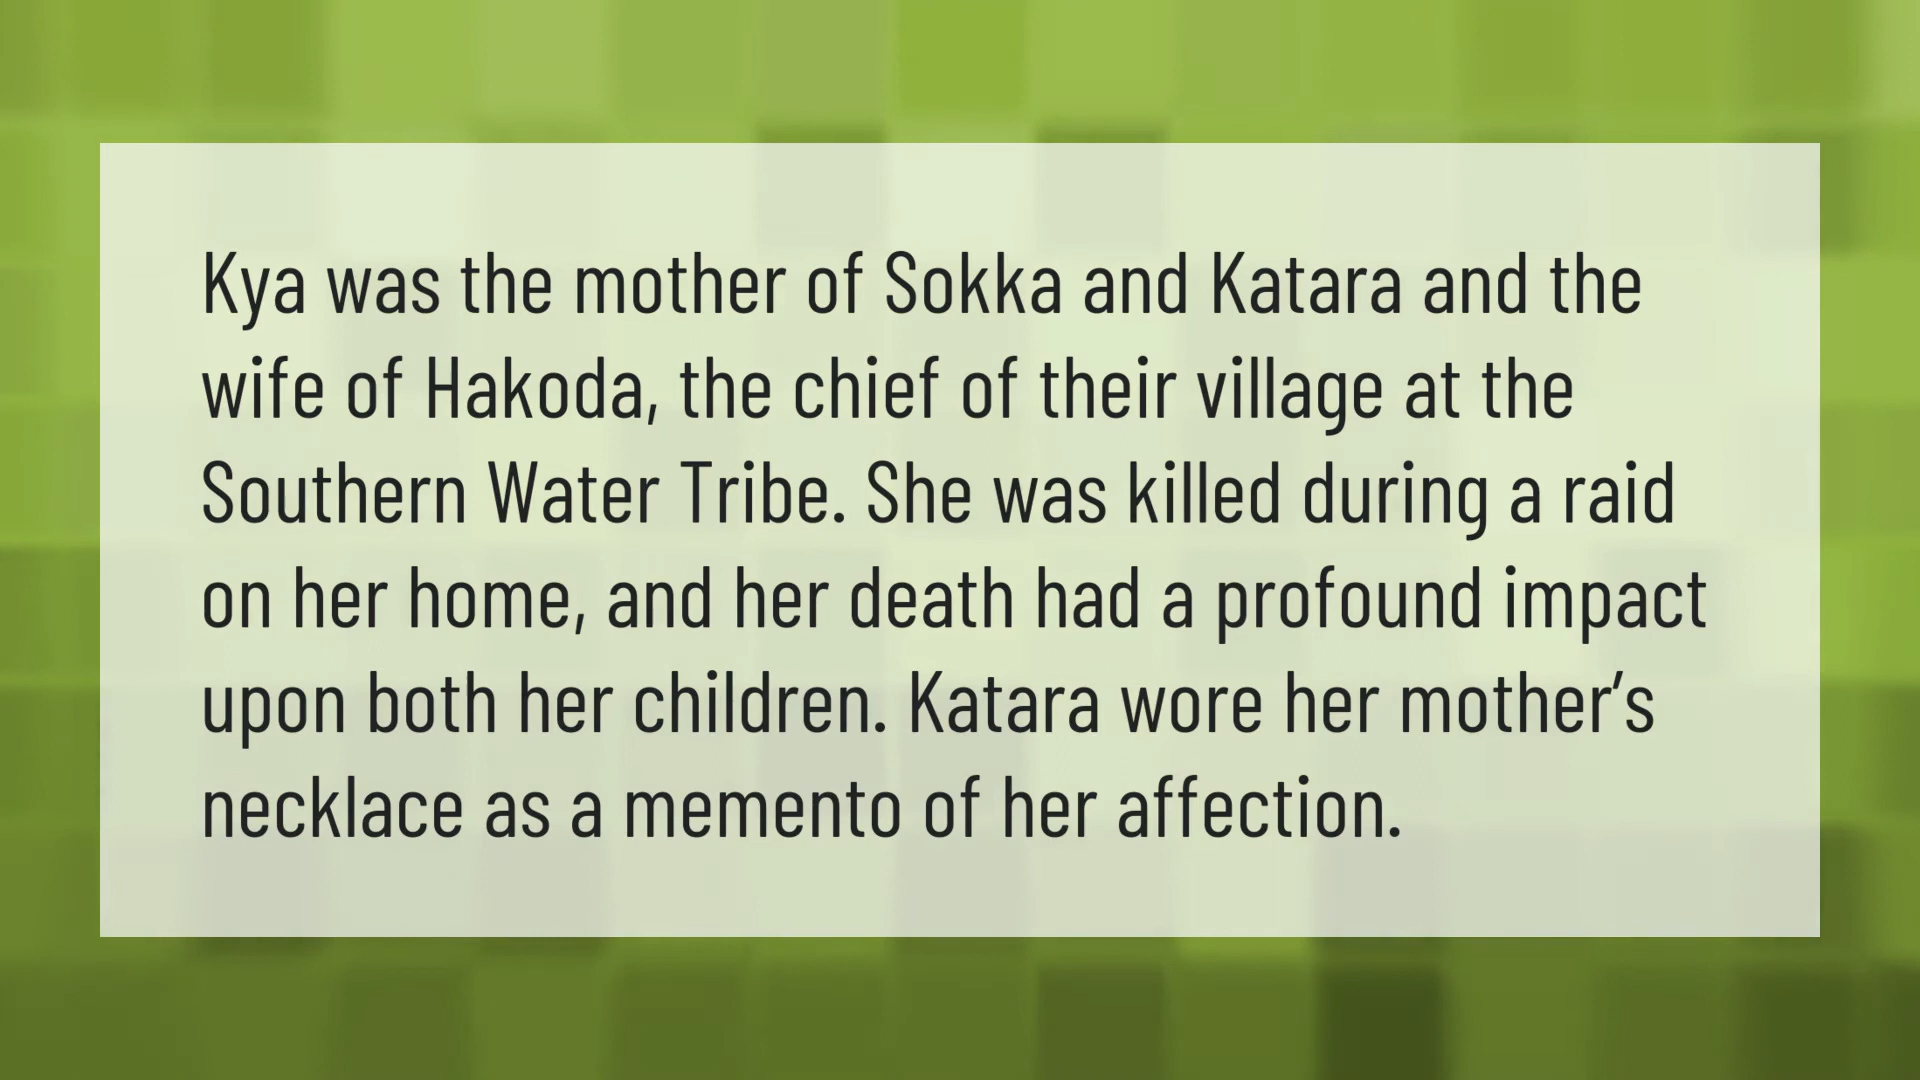 Kya was the mother of Sokka and Katara and the
wife of Hakoda, the chief of their village at the
Southern Water Tribe. She was killed during a raid
on her home, and her death had a profound impact
upon both her children. Katara wore her mother’s
necklace as a memento of her affection.